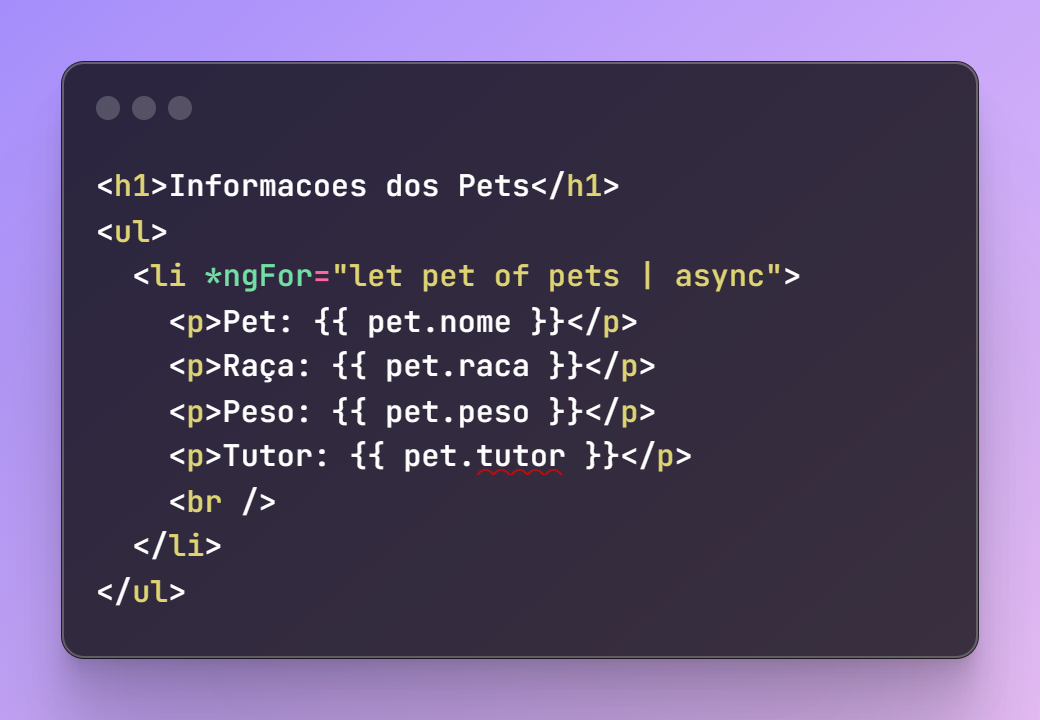 <h1>Informacoes dos Pets</h1>
<ul>
  <li *ngFor="let pet of pets | async">
    <p>Pet: {{ pet.nome }}</p>
    <p>Raça: {{ pet.raca }}</p>
    <p>Peso: {{ pet.peso }}</p>
    <p>Tutor: {{ pet.tutor }}</p>
    <br />
  </li>
</ul>